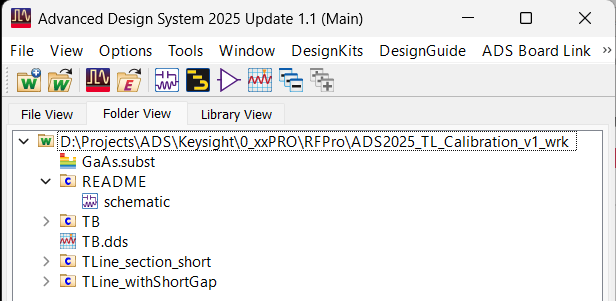 Advanced Design System 2025 Update 1.1 (Main)
File View Options Tools Window DesignKits DesignGuide ADS Board Link »
File View Folder View Library View
D:\Projects\ADS\Keysight\0_xxPRO\RFPro\ADS2025_TL_Calibration_v1_wrk
GaAs.subst
README
schematic
TB
TB.dds
TLine_section_short
TLine_withShortGap